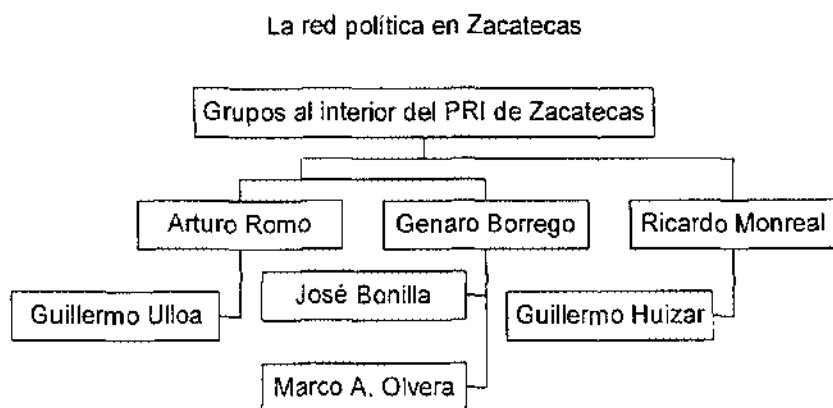 La red política en Zacatecas
Grupos al interior del PRI de Zacatecas
Arturo Romo
Genaro Borrego
Ricardo Monreal
José Bonilla
Guillermo Ulloa
Guillermo Huizar
Marco A. Olvera